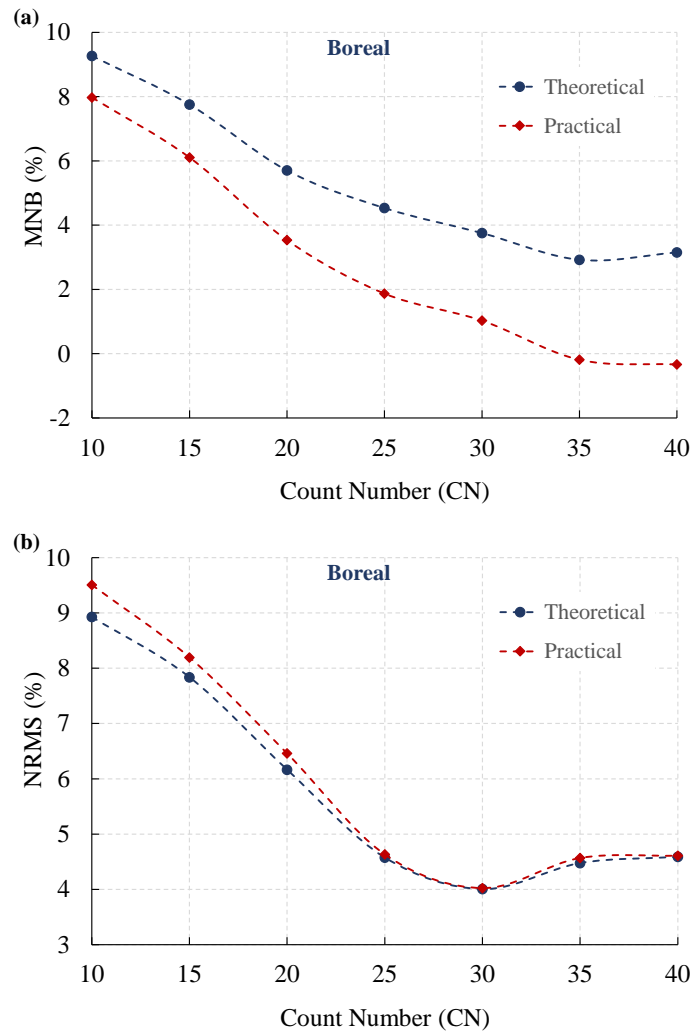 (a)
10
Boreal
8
Theoretical
Practical
6
4
2
0
-2
MNB (%)
10 15 20 25 30 35 40
Count Number (CN)
(b)
10
Boreal
9
Theoretical
8
Practical
7
6
5
4
3
NRMS (%)
10 15 20 25 30 35 40
Count Number (CN)